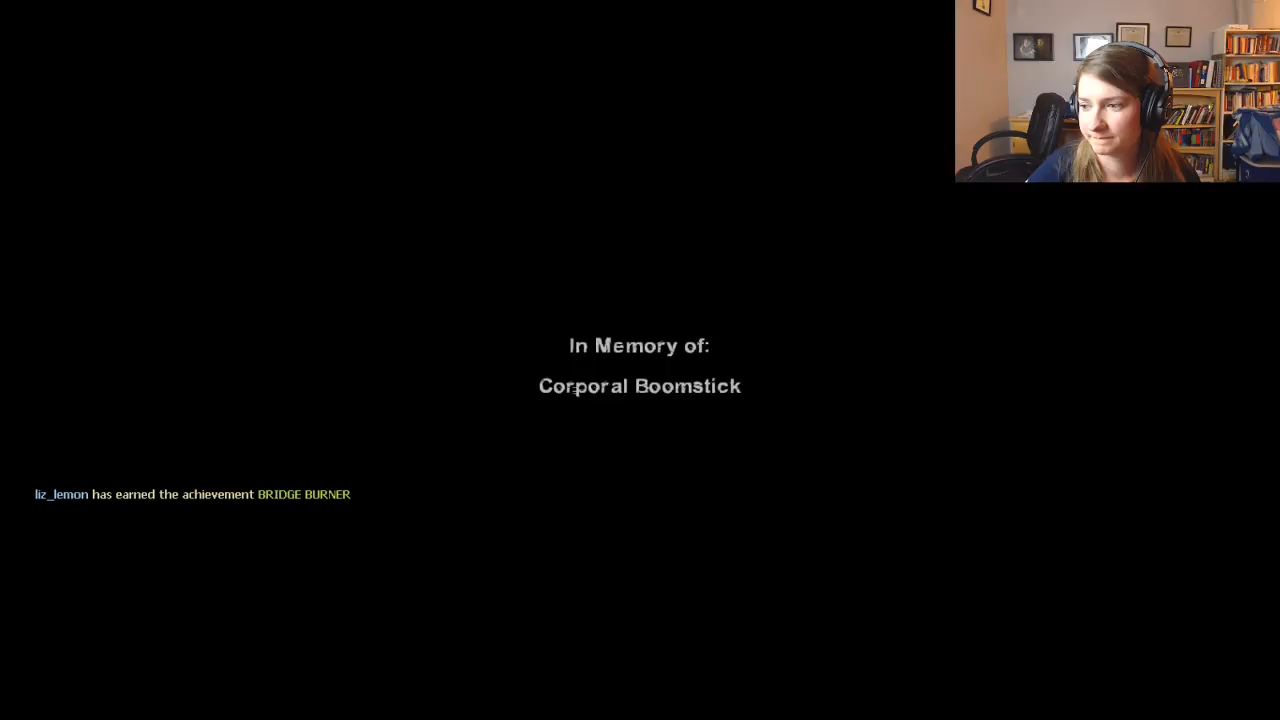 In Memory of:
Corporal Boomstick
liz_lemon has earned the achievement BRIDGE BURNER